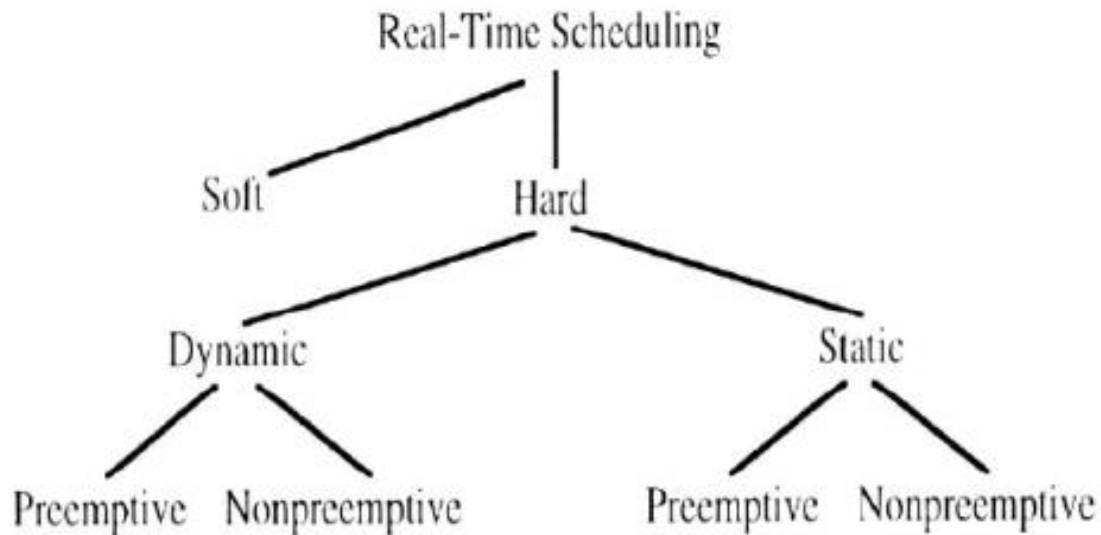 Real-Time Scheduling
Soft
Hard
Dynamic
Static
Preemptive
Nonpreemptive
Preemptive
Nonpreemptive